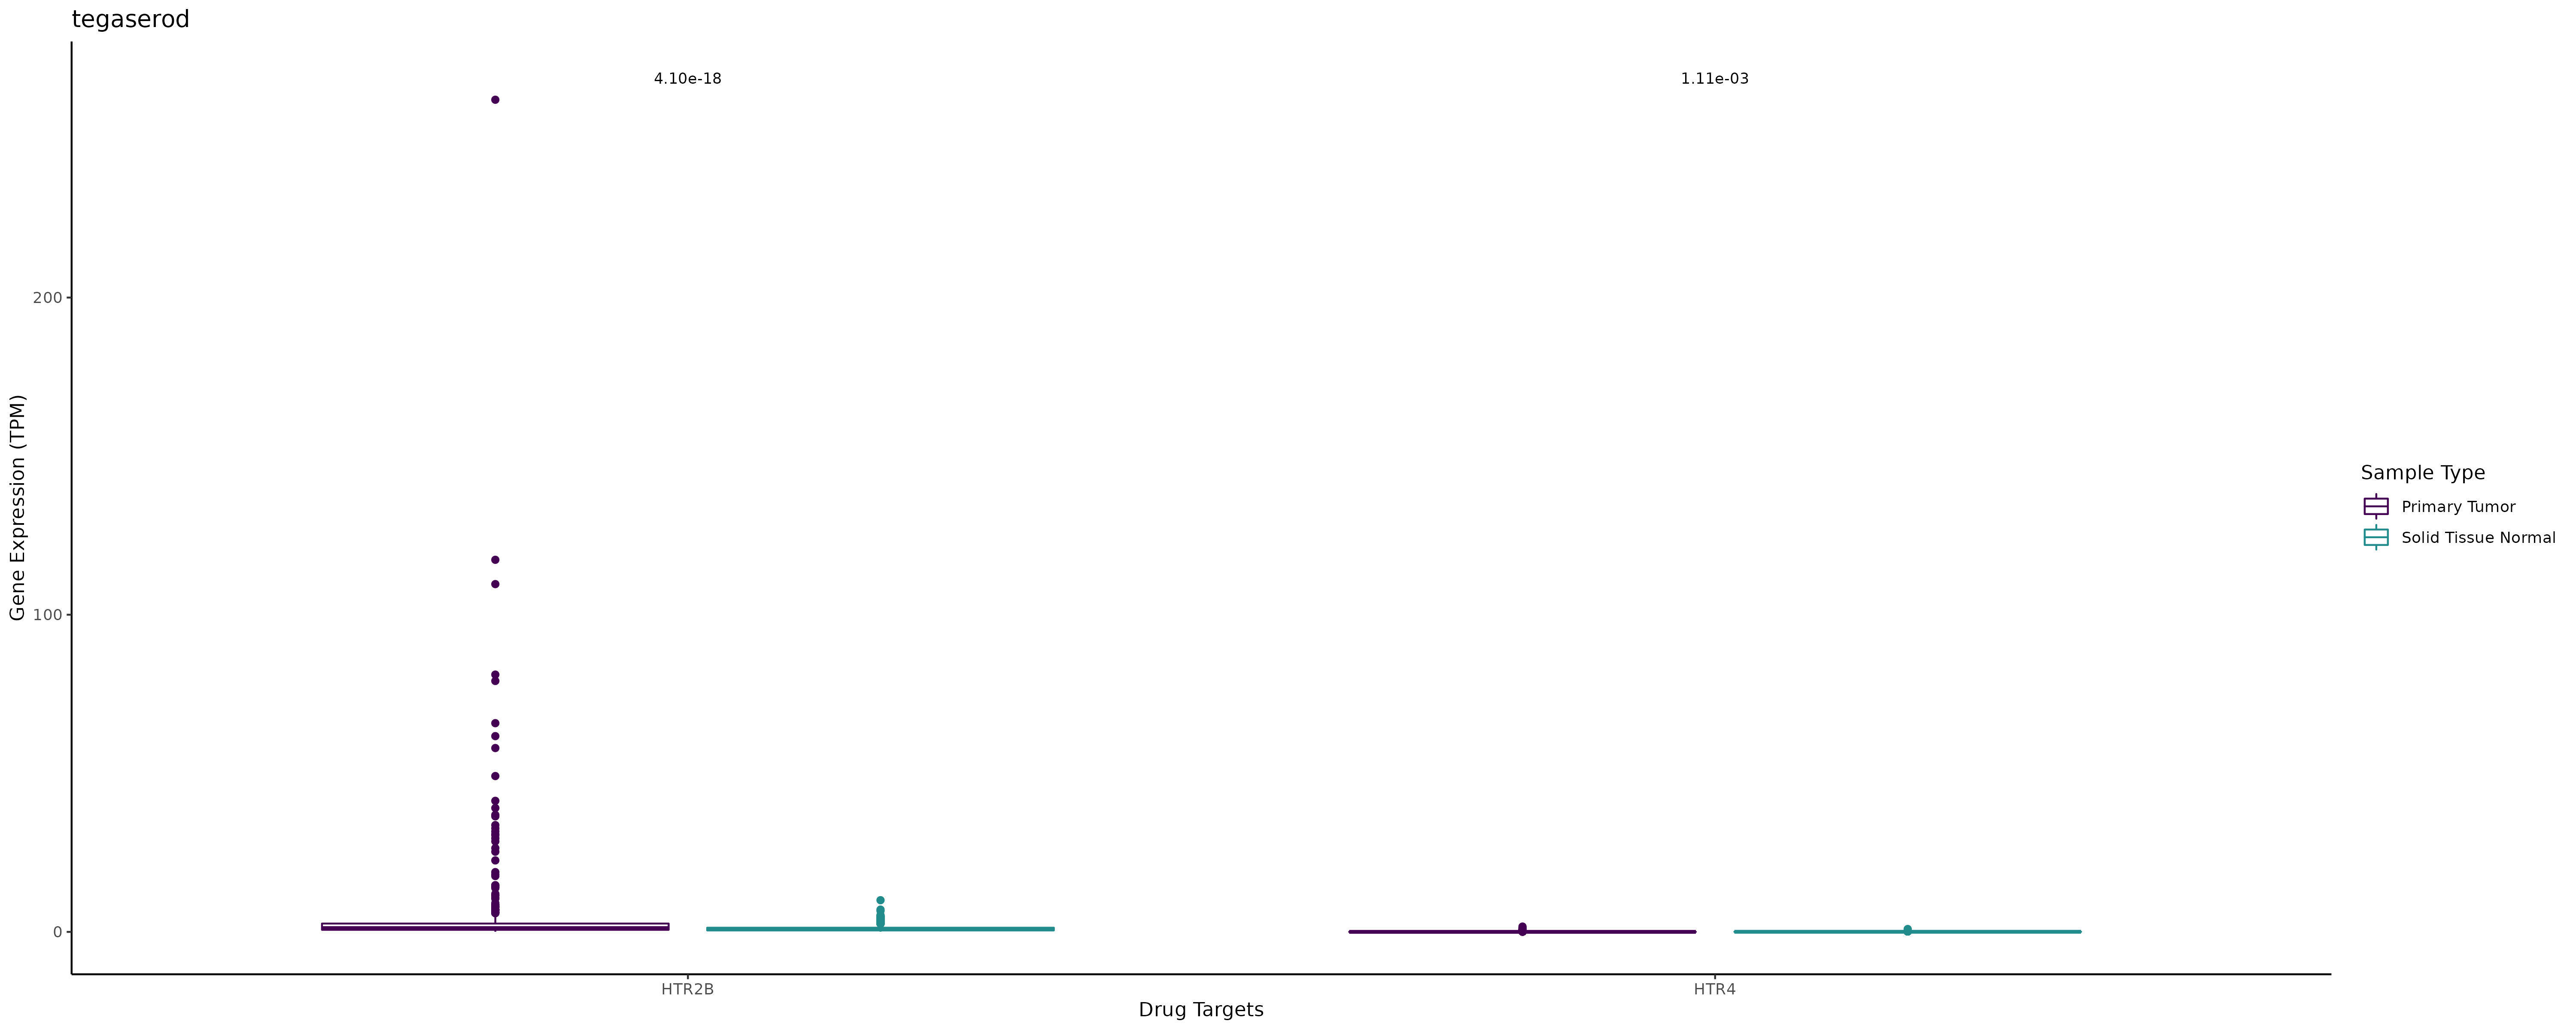 tegaserod
4.10e-18
1.11e-03
Gene Expression (TPM)
200
100
0
HTR2B
HTR4
Drug Targets
Sample Type
Primary Tumor
Solid Tissue Normal